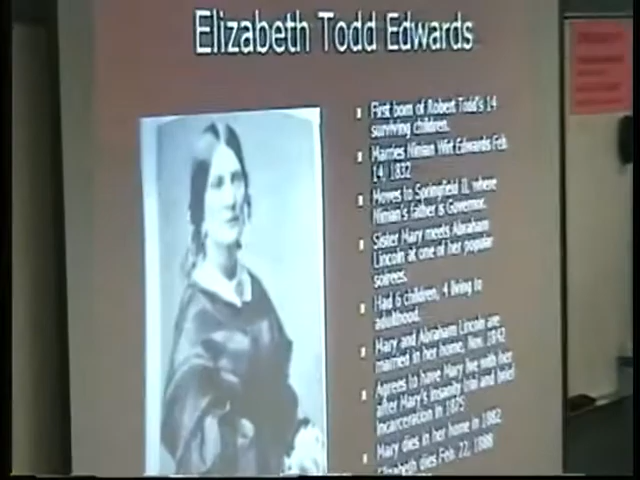 Elizabeth Todd Edwards
First born of Robert Todd's 14
surviving children.
Marries Ninian Wirt Edwards Feb
14, 1832
Moves to Springfield IL where
Ninian's father is Governor.
Sister Mary meets Abraham
Lincoln at one of her popular
soirees.
Had 6 children, 4 living to
adulthood.
Mary and Abraham Lincoln are
married in her home, Nov. 1842
Agrees to have Mary live with her
after Mary's insanity trial and brief
incarceration in 1875
Mary dies in her home in 1882
Elizabeth dies Feb. 22, 1888